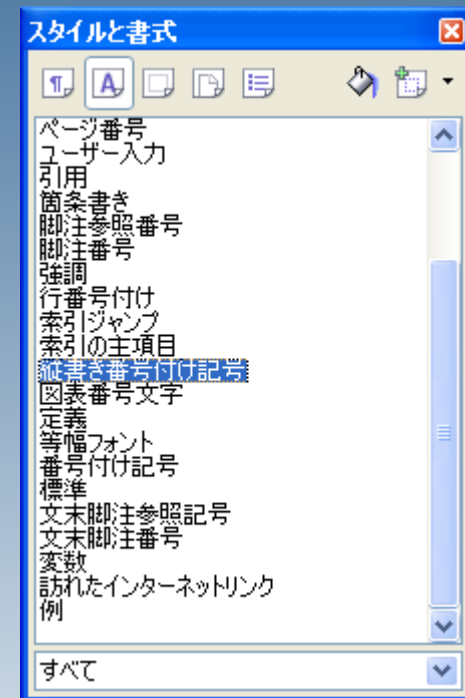 スタイルと書式
ページ番号
ユーザー入力
引用
箇条書き
脚注参照番号
脚注番号
強調
行番号付け
索引ジャンプ
索引の主項目
縦書き番号付け記号
図表番号文字
定義
等幅フォント
番号付け記号
標準
文末脚注参照記号
文末脚注番号
変数
訪れたインターネットリンク
例
すべて